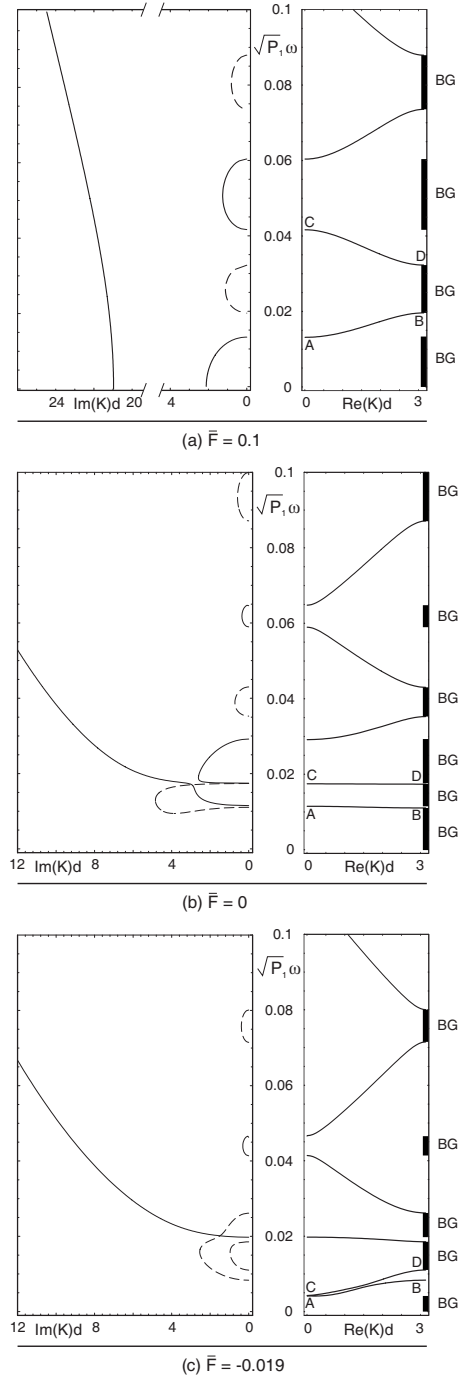 0.1
BG
0.08
√P₁ω
BG
0.06
C
0.04
D
BG
0.02
B
A
BG
0
24 Im(K)d 20 4 0 0 Re(K)d 3
(a) F̿ = 0.1
0.1
BG
√P₁ω
0.08
0.06
BG
0.04
BG
0.02
BG
C D
BG
A B
BG
0
12 Im(K)d 8 4 0 0 Re(K)d 3
(b) F̿ = 0
0.1
√P₁ω
0.08
BG
0.06
BG
0.04
BG
0.02
BG
D
C
B
A
BG
0
12 Im(K)d 8 4 0 0 Re(K)d 3
(c) F̿ = -0.019